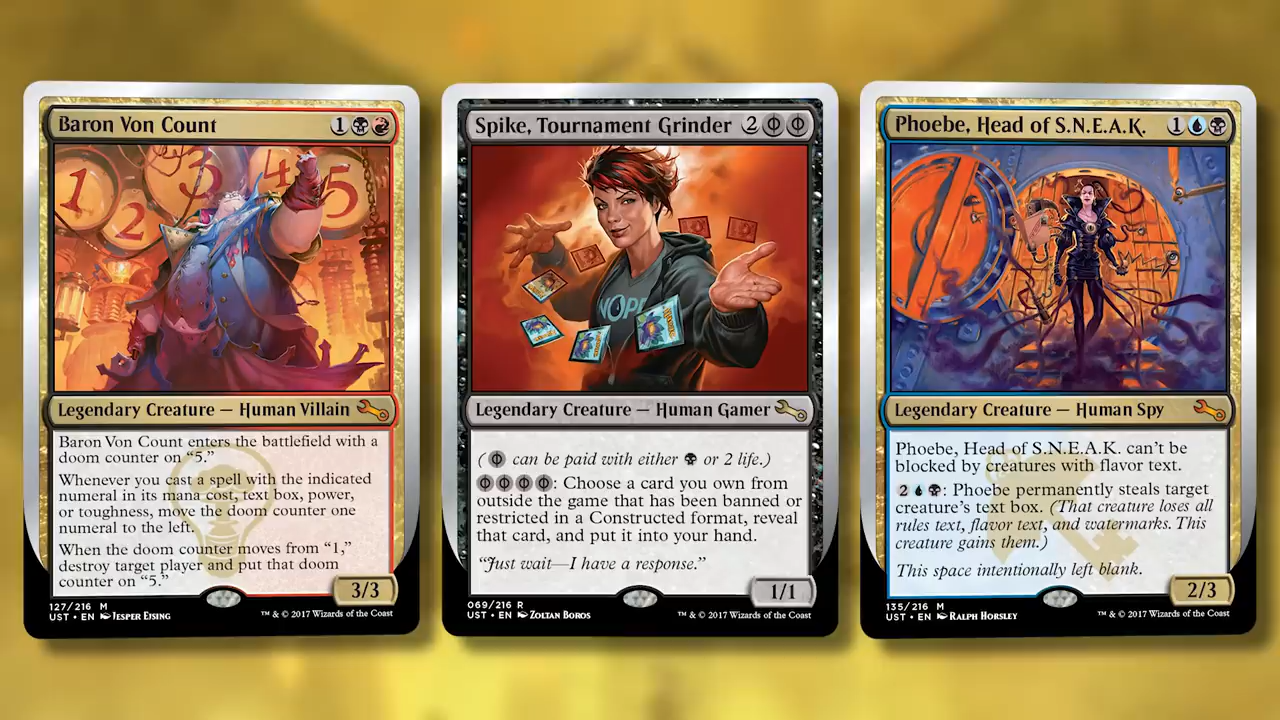 Baron Von Count 1
1
2
3
4
5
Legendary Creature — Human Villain
Baron Von Count enters the battlefield with a
doom counter on “5.”
Whenever you cast a spell with the indicated
numeral in its mana cost, text box, power,
or toughness, move the doom counter one
numeral to the left.
When the doom counter moves from “1,”
destroy target player and put that doom
counter on “5.”
3/3
127/216 M
UST • EN Jesper Eising
™ & © 2017 Wizards of the Coast
Spike, Tournament Grinder 2
NOPE
Legendary Creature — Human Gamer
( can be paid with either or 2 life.)
: Choose a card you own from
outside the game that has been banned or
restricted in a Constructed format, reveal
that card, and put it into your hand.
“Just wait—I have a response.”
1/1
069/216 R
UST • EN Zoltan Boros
™ & © 2017 Wizards of the Coast
Phoebe, Head of S.N.E.A.K. 1
Legendary Creature — Human Spy
Phoebe, Head of S.N.E.A.K. can’t be
blocked by creatures with flavor text.
2 : Phoebe permanently steals target
creature’s text box. (That creature loses all
rules text, flavor text, and watermarks. This
creature gains them.)
This space intentionally left blank.
2/3
135/216 M
UST • EN Ralph Horsley
™ & © 2017 Wizards of the Coast